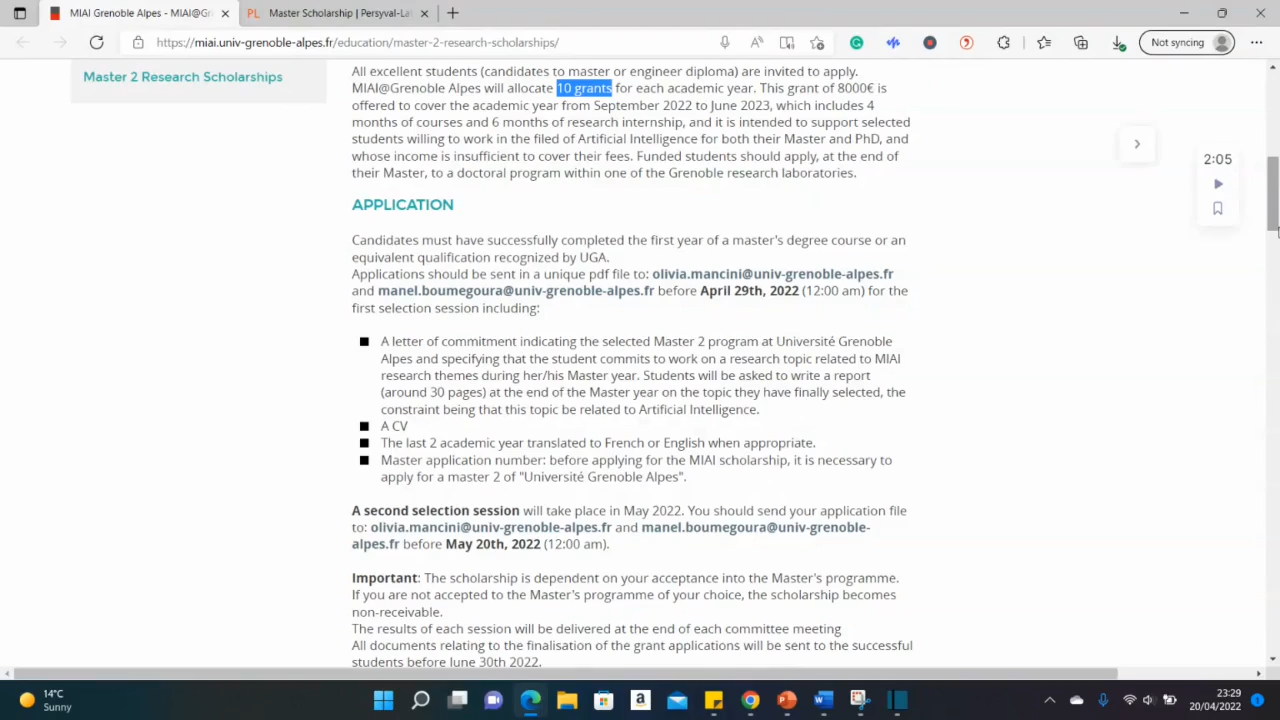 MIAI Grenoble Alpes - MIAI@Gr
PL Master Scholarship | Persyval-La
https://miai.univ-grenoble-alpes.fr/education/master-2-research-scholarships/
Not syncing
Master 2 Research Scholarships
All excellent students (candidates to master or engineer diploma) are invited to apply.
MIAI@Grenoble Alpes will allocate 10 grants for each academic year. This grant of 8000€ is
offered to cover the academic year from September 2022 to June 2023, which includes 4
months of courses and 6 months of research internship, and it is intended to support selected
students willing to work in the filed of Artificial Intelligence for both their Master and PhD, and
whose income is insufficient to cover their fees. Funded students should apply, at the end of
their Master, to a doctoral program within one of the Grenoble research laboratories.
2:05
APPLICATION
Candidates must have successfully completed the first year of a master's degree course or an
equivalent qualification recognized by UGA.
Applications should be sent in a unique pdf file to: olivia.mancini@univ-grenoble-alpes.fr
and manel.boumegoura@univ-grenoble-alpes.fr before April 29th, 2022 (12:00 am) for the
first selection session including:
A letter of commitment indicating the selected Master 2 program at Université Grenoble
Alpes and specifying that the student commits to work on a research topic related to MIAI
research themes during her/his Master year. Students will be asked to write a report
(around 30 pages) at the end of the Master year on the topic they have finally selected, the
constraint being that this topic be related to Artificial Intelligence.
A CV
The last 2 academic year translated to French or English when appropriate.
Master application number: before applying for the MIAI scholarship, it is necessary to
apply for a master 2 of "Université Grenoble Alpes".
A second selection session will take place in May 2022. You should send your application file
to: olivia.mancini@univ-grenoble-alpes.fr and manel.boumegoura@univ-grenoble-
alpes.fr before May 20th, 2022 (12:00 am).
Important: The scholarship is dependent on your acceptance into the Master's programme.
If you are not accepted to the Master's programme of your choice, the scholarship becomes
non-receivable.
The results of each session will be delivered at the end of each committee meeting
All documents relating to the finalisation of the grant applications will be sent to the successful
students before June 30th 2022.
14°C
Sunny
23:29
20/04/2022